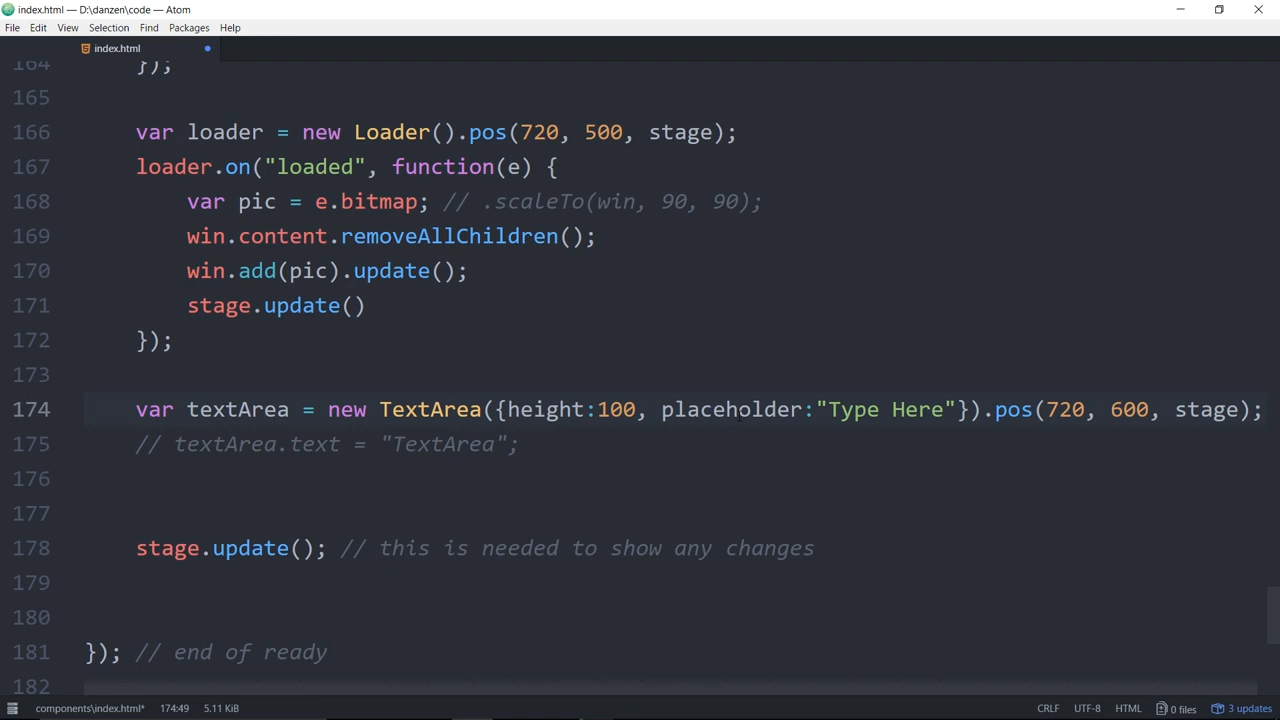 index.html — D:\danzen\code — Atom
File Edit View Selection Find Packages Help
index.html
164 });
165
166 var loader = new Loader().pos(720, 500, stage);
167 loader.on("loaded", function(e) {
168 var pic = e.bitmap; // .scaleTo(win, 90, 90);
169 win.content.removeAllChildren();
170 win.add(pic).update();
171 stage.update()
172 });
173
174 var textArea = new TextArea({height:100, placeholder:"Type Here"}).pos(720, 600, stage);
175 // textArea.text = "TextArea";
176
177
178 stage.update(); // this is needed to show any changes
179
180
181 }); // end of ready
182
components\index.html* 174:49 5.11 KiB CRLF UTF-8 HTML 0 files 3 updates